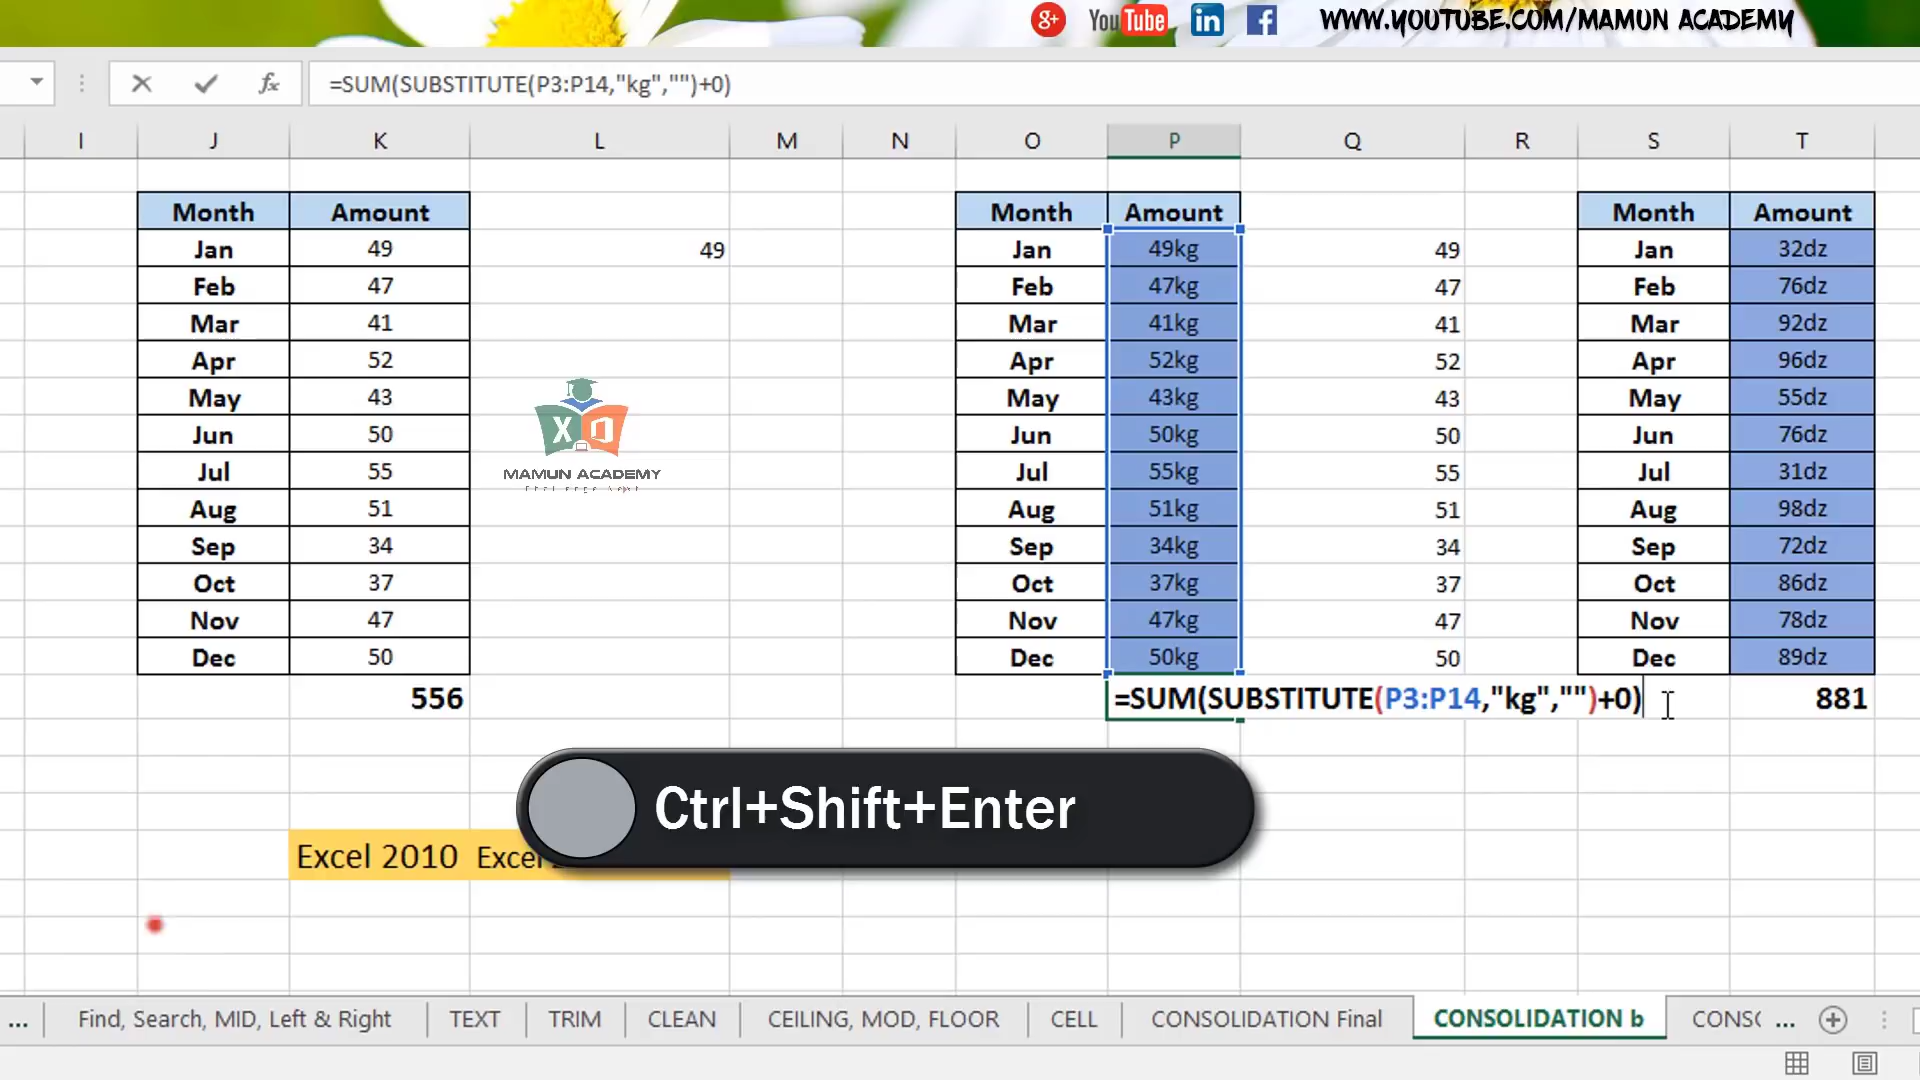 g+ YouTube in f WWW.YOUTUBE.COM/MAMUN ACADEMY
fx =SUM(SUBSTITUTE(P3:P14,"kg","")+0)
I J K L M N O P Q R S T
Month Amount Month Amount Month Amount
Jan 49 49 Jan 49kg 49 Jan 32dz
Feb 47 Feb 47kg 47 Feb 76dz
Mar 41 Mar 41kg 41 Mar 92dz
Apr 52 Apr 52kg 52 Apr 96dz
May 43 May 43kg 43 May 55dz
Jun 50 Jun 50kg 50 Jun 76dz
Jul 55 Jul 55kg 55 Jul 31dz
MAMUN ACADEMY
Aug 51 Aug 51kg 51 Aug 98dz
Sep 34 Sep 34kg 34 Sep 72dz
Oct 37 Oct 37kg 37 Oct 86dz
Nov 47 Nov 47kg 47 Nov 78dz
Dec 50 Dec 50kg 50 Dec 89dz
556 =SUM(SUBSTITUTE(P3:P14,"kg","")+0) 881
Ctrl+Shift+Enter
Excel 2010 Excel
... Find, Search, MID, Left & Right TEXT TRIM CLEAN CEILING, MOD, FLOOR CELL CONSOLIDATION Final CONSOLIDATION b CONSC ...